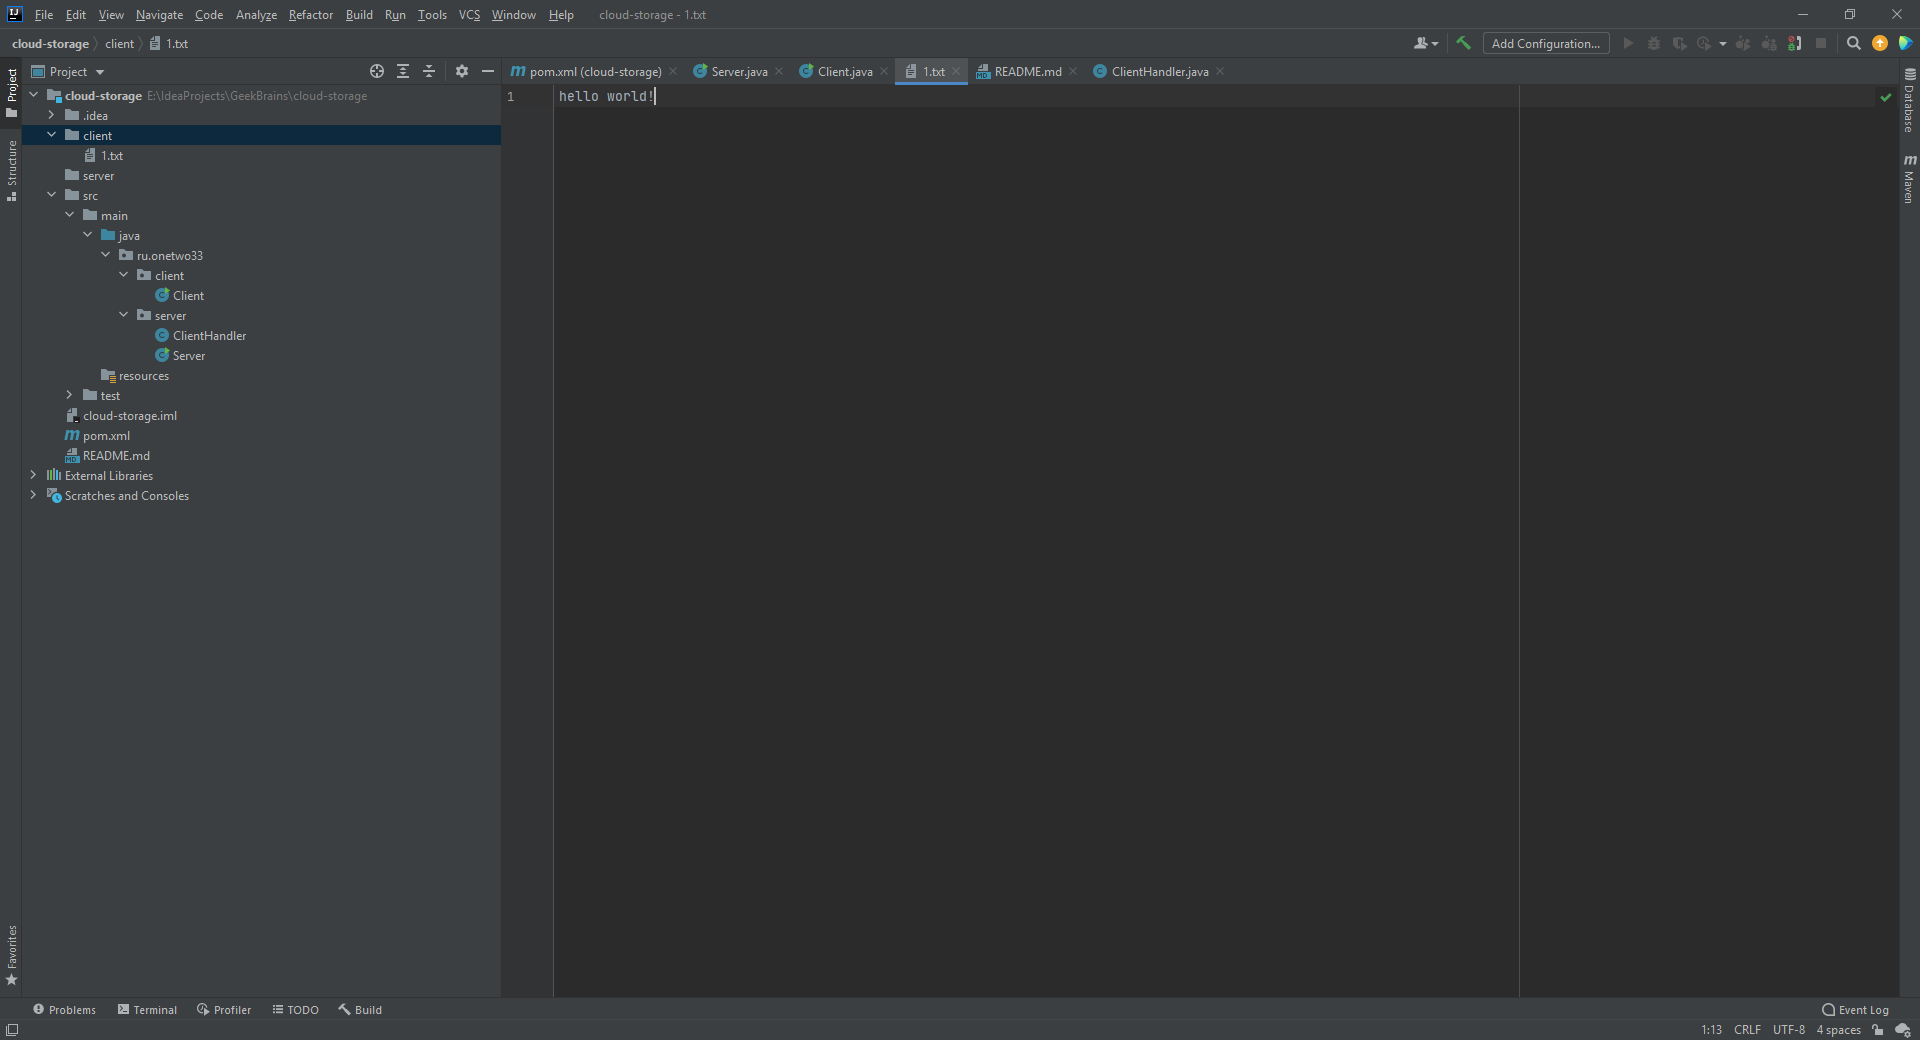 File Edit View Navigate Code Analyze Refactor Build Run Tools VCS Window Help cloud-storage - 1.txt
cloud-storage client 1.txt
Add Configuration...
Project
pom.xml (cloud-storage) Server.java Client.java 1.txt README.md ClientHandler.java
Project
Structure
Favorites
cloud-storage E:\IdeaProjects\GeekBrains\cloud-storage
.idea
client
1.txt
server
src
main
java
ru.onetwo33
client
Client
server
ClientHandler
Server
resources
test
cloud-storage.iml
pom.xml
README.md
External Libraries
Scratches and Consoles
1 hello world!
Database
Maven
Problems Terminal Profiler TODO Build Event Log
1:13 CRLF UTF-8 4 spaces